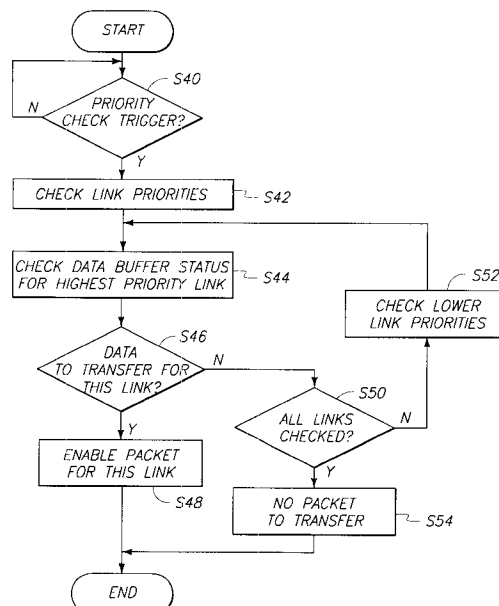 START
S40
N
PRIORITY
CHECK TRIGGER?
Y
CHECK LINK PRIORITIES
S42
CHECK DATA BUFFER STATUS
FOR HIGHEST PRIORITY LINK
S44
S52
CHECK LOWER
LINK PRIORITIES
S46
DATA
TO TRANSFER FOR
THIS LINK?
N
S50
ALL LINKS
CHECKED?
N
Y
Y
ENABLE PACKET
FOR THIS LINK
S48
NO PACKET
TO TRANSFER
S54
END